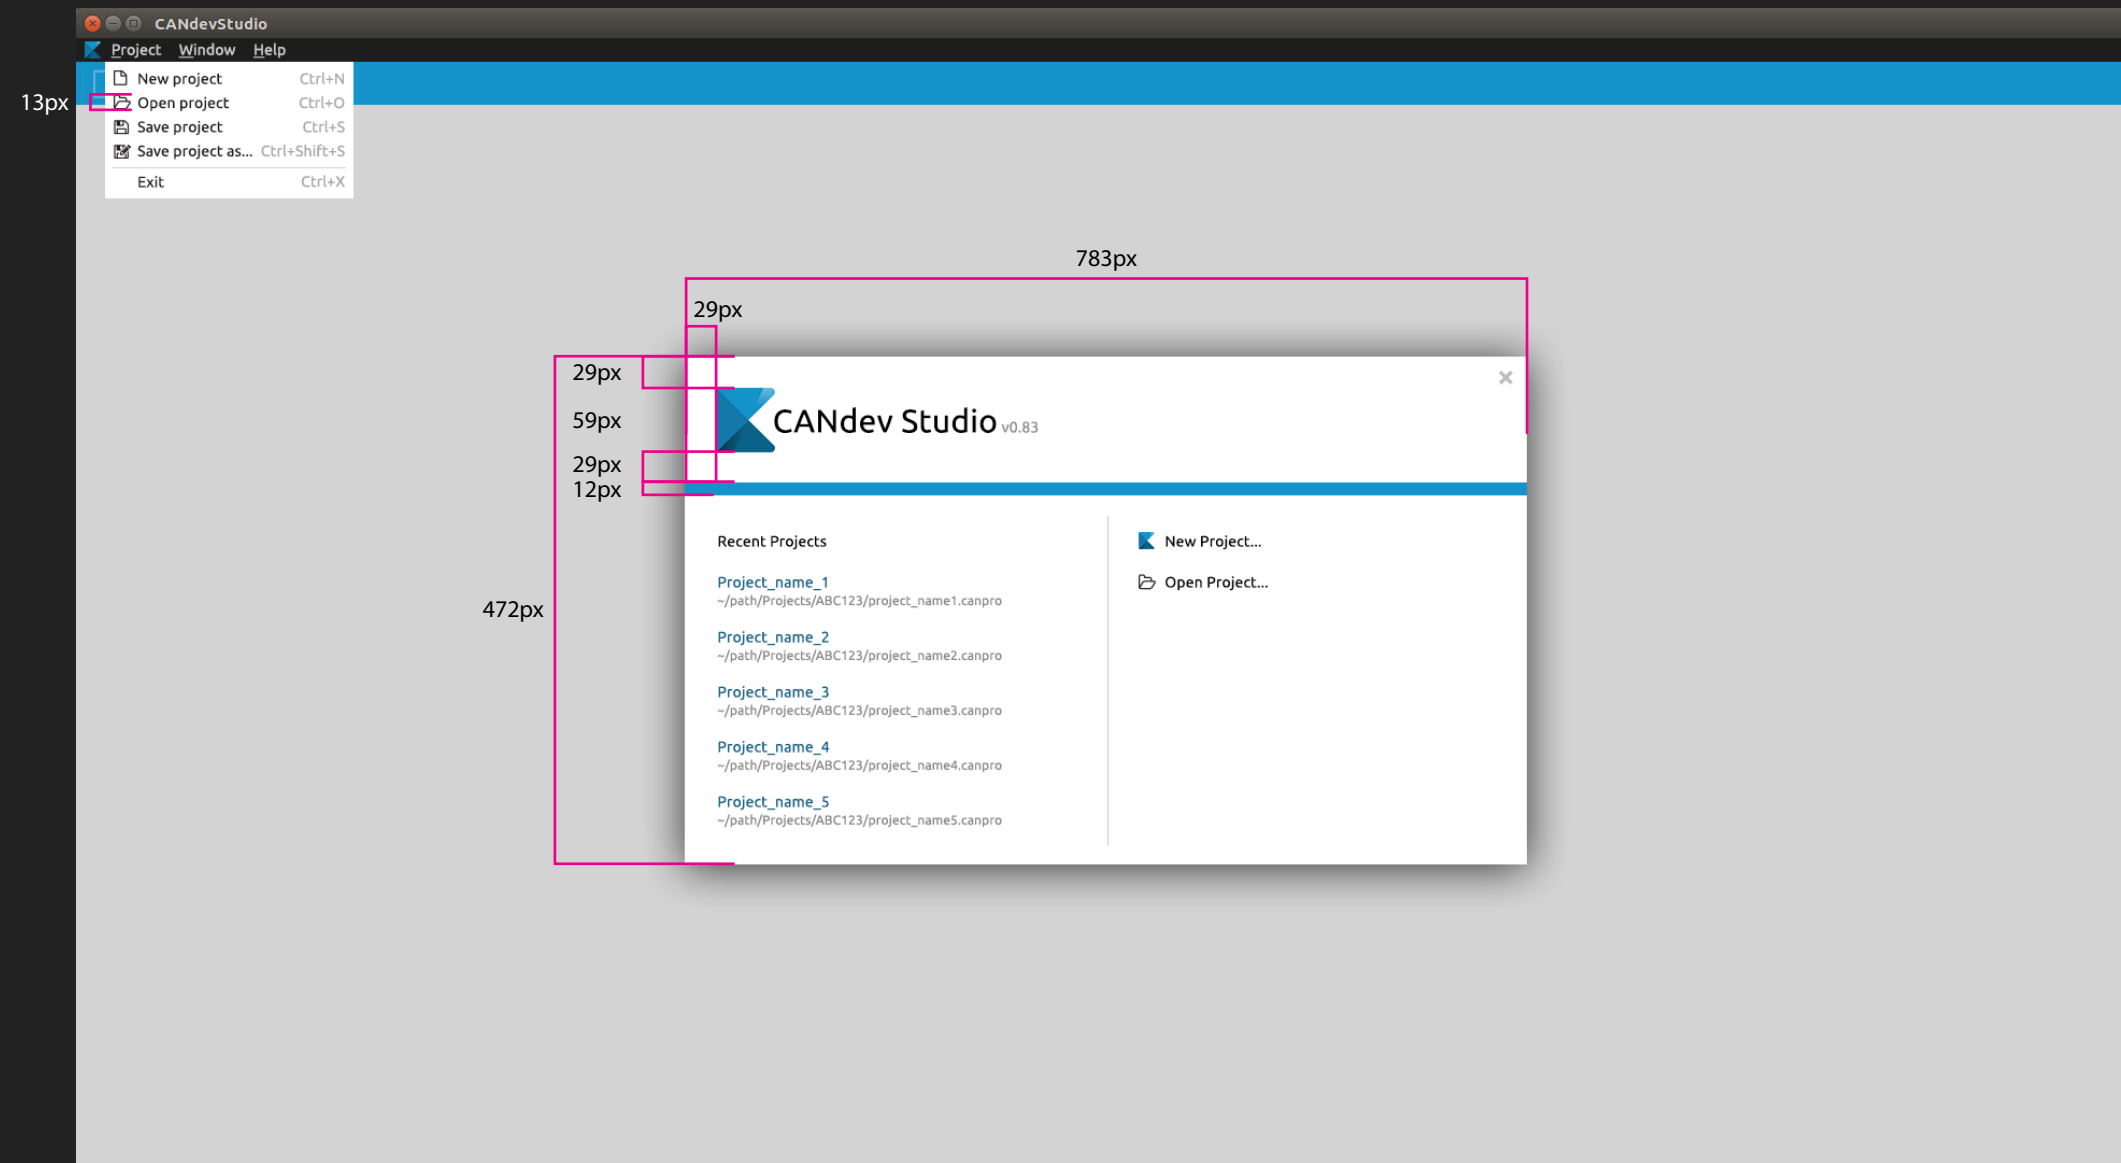 CANdevStudio
Project Window Help
New project Ctrl+N
13px
Open project Ctrl+O
Save project Ctrl+S
Save project as... Ctrl+Shift+S
Exit Ctrl+X
783px
29px
29px
59px
CANdev Studio v0.83
29px
12px
472px
Recent Projects
Project_name_1
~/path/Projects/ABC123/project_name1.canpro
Project_name_2
~/path/Projects/ABC123/project_name2.canpro
Project_name_3
~/path/Projects/ABC123/project_name3.canpro
Project_name_4
~/path/Projects/ABC123/project_name4.canpro
Project_name_5
~/path/Projects/ABC123/project_name5.canpro
New Project...
Open Project...